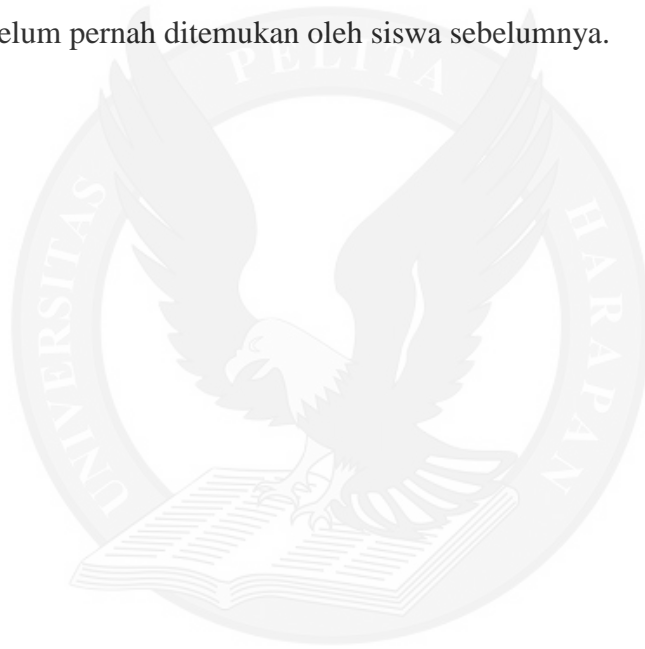 elum pernah ditemukan oleh siswa sebelumnya.
PELITA
UNIVERSITAS
HARAPAN